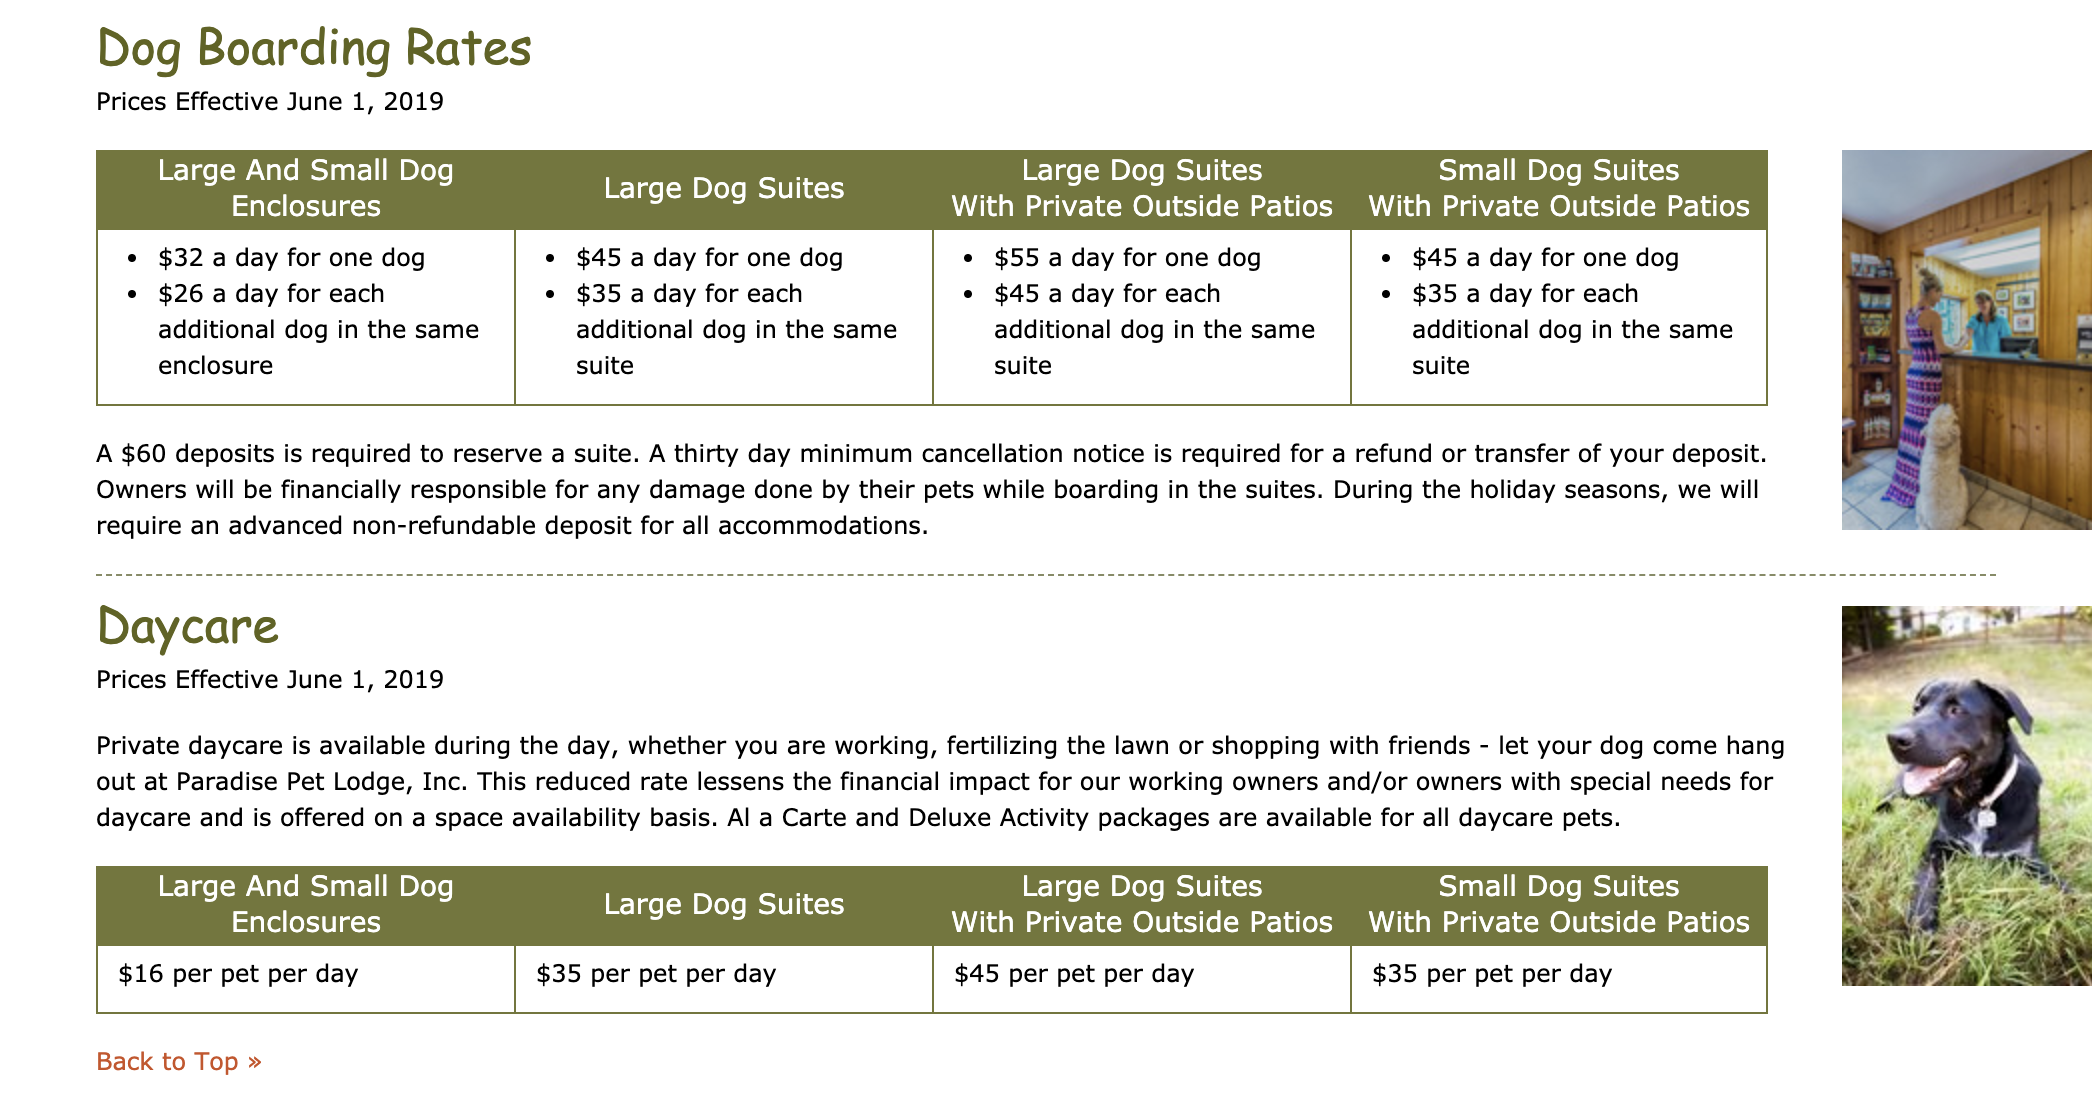 Dog Boarding Rates
Prices Effective June 1, 2019
Large And Small Dog
Enclosures
Large Dog Suites
Large Dog Suites
With Private Outside Patios
Small Dog Suites
With Private Outside Patios
• $32 a day for one dog
• $26 a day for each
additional dog in the same
enclosure
• $45 a day for one dog
• $35 a day for each
additional dog in the same
suite
• $55 a day for one dog
• $45 a day for each
additional dog in the same
suite
• $45 a day for one dog
• $35 a day for each
additional dog in the same
suite
A $60 deposits is required to reserve a suite. A thirty day minimum cancellation notice is required for a refund or transfer of your deposit.
Owners will be financially responsible for any damage done by their pets while boarding in the suites. During the holiday seasons, we will
require an advanced non-refundable deposit for all accommodations.
Daycare
Prices Effective June 1, 2019
Private daycare is available during the day, whether you are working, fertilizing the lawn or shopping with friends - let your dog come hang
out at Paradise Pet Lodge, Inc. This reduced rate lessens the financial impact for our working owners and/or owners with special needs for
daycare and is offered on a space availability basis. Al a Carte and Deluxe Activity packages are available for all daycare pets.
Large And Small Dog
Enclosures
Large Dog Suites
Large Dog Suites
With Private Outside Patios
Small Dog Suites
With Private Outside Patios
$16 per pet per day
$35 per pet per day
$45 per pet per day
$35 per pet per day
Back to Top »